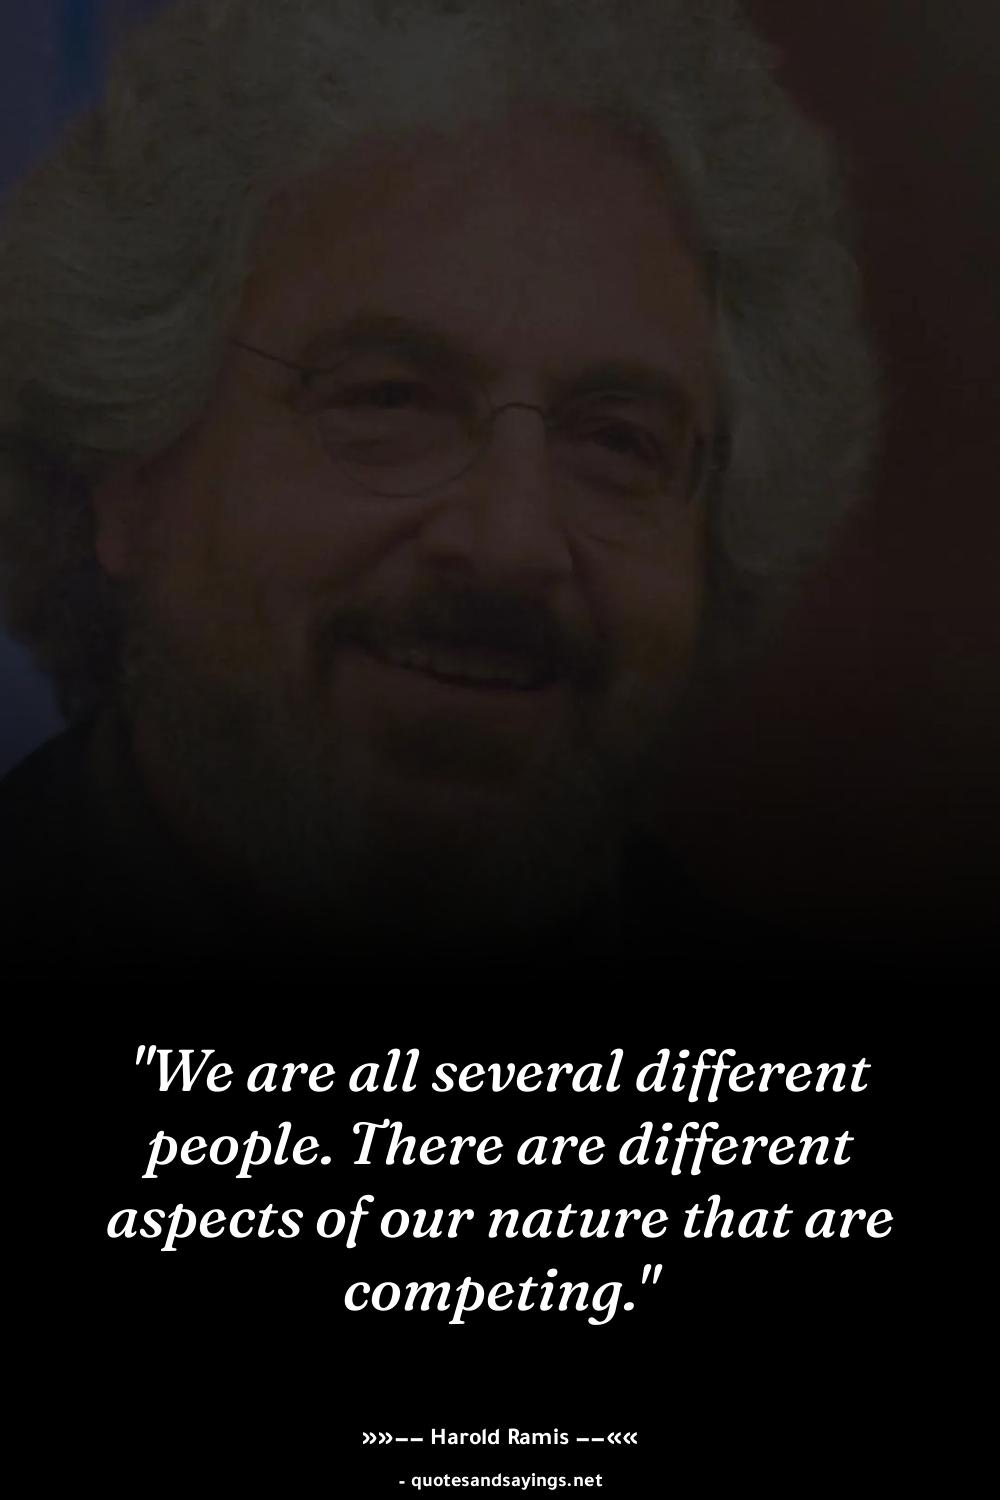 "We are all several different
people. There are different
aspects of our nature that are
competing."
»»–– Harold Ramis ––««
- quotesandsayings.net